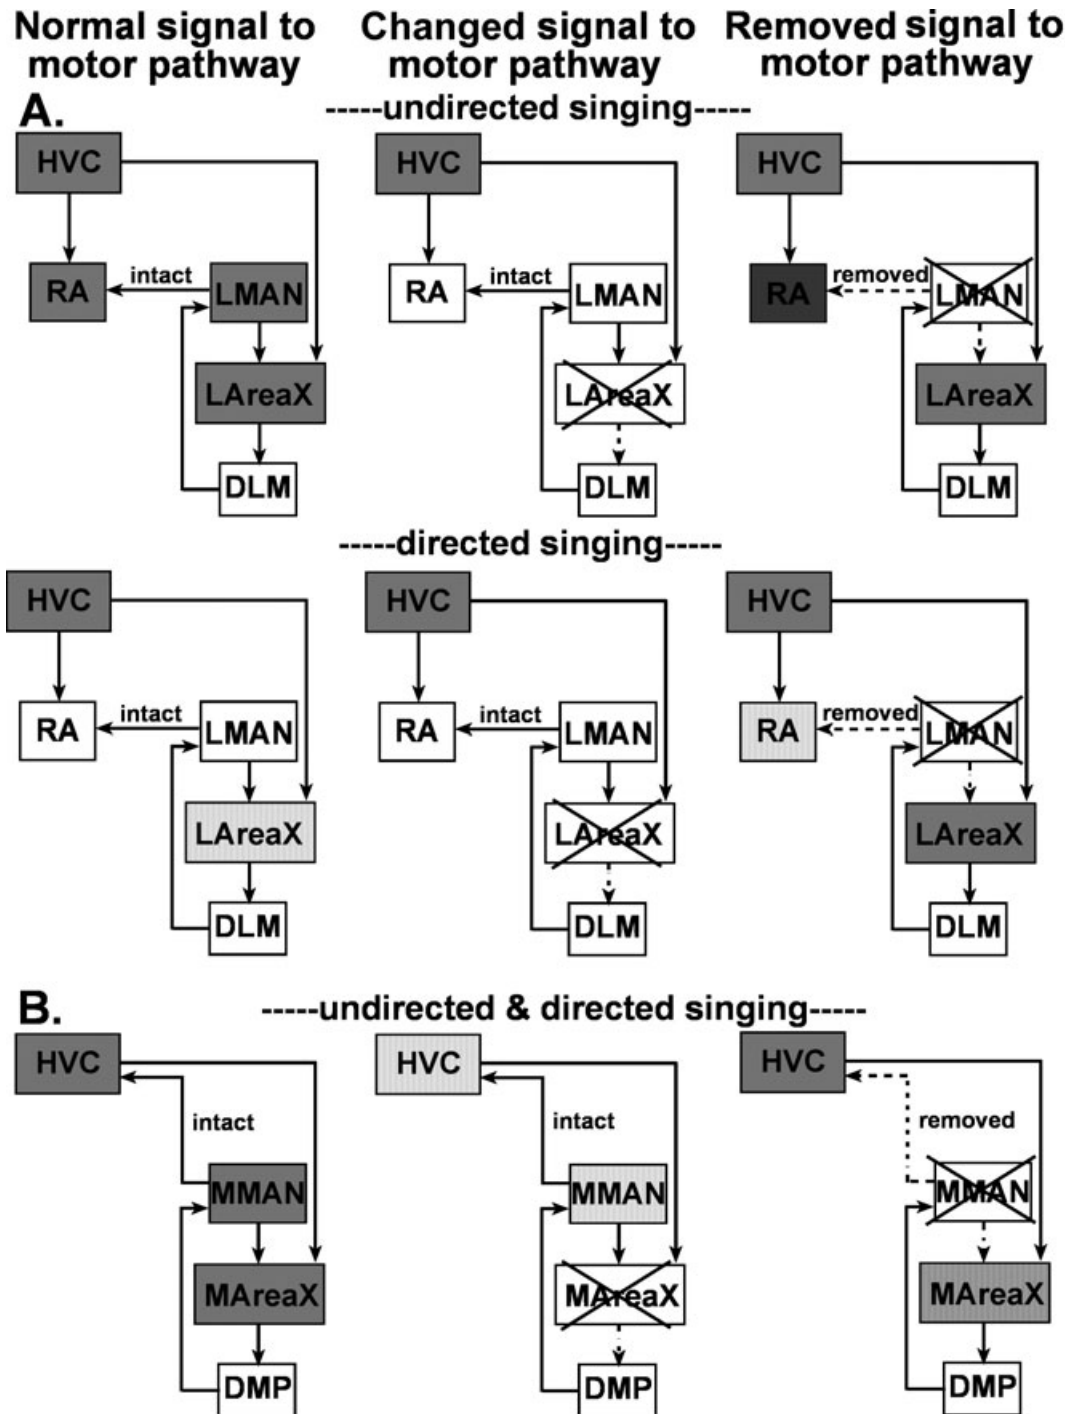 Normal signal to
motor pathway
Changed signal to
motor pathway
Removed signal to
motor pathway
A.
-----undirected singing-----
HVC
RA
intact
LMAN
LAreaX
DLM
HVC
RA
intact
LMAN
LAreaX
DLM
HVC
RA
removed
LMAN
LAreaX
DLM
-----directed singing-----
HVC
RA
intact
LMAN
LAreaX
DLM
HVC
RA
intact
LMAN
LAreaX
DLM
HVC
RA
removed
LMAN
LAreaX
DLM
B.
-----undirected & directed singing-----
HVC
intact
MMAN
MAreaX
DMP
HVC
intact
MMAN
MAreaX
DMP
HVC
removed
MMAN
MAreaX
DMP